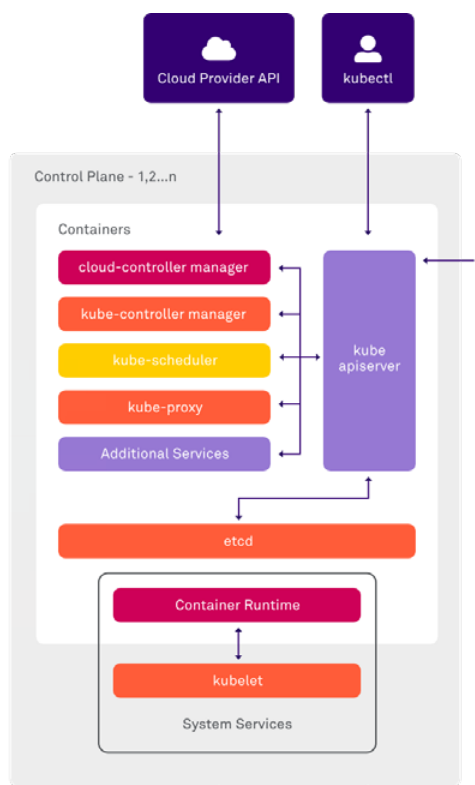 Cloud Provider API
kubectl
Control Plane - 1,2...n
Containers
cloud-controller manager
kube-controller manager
kube-scheduler
kube-proxy
Additional Services
kube
apiserver
etcd
Container Runtime
kubelet
System Services